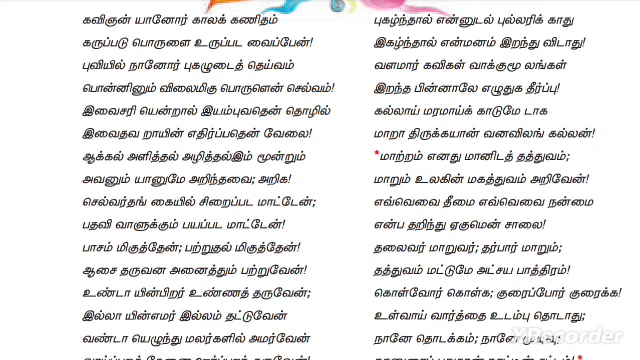 கவிஞன் யானோர் காலக் கணிதம்
கருப்படு பொருளை உருப்பட வைப்பேன்!
புவியில் நானோர் புகழுடைத் தெய்வம்
பொன்னினும் விலைமிகு பொருளென் செல்வம்!
இவைசரி யென்றால் இயம்புவதென் தொழில்
இவைதவ றாயின் எதிர்ப்பதென் வேலை!
ஆக்கல் அளித்தல் அழித்தல்இம் மூன்றும்
அவனும் யானுமே அறிந்தவை; அறிக!
செல்வர்தங் கையில் சிறைப்பட மாட்டேன்;
பதவி வாளுக்கும் பயப்பட மாட்டேன்!
பாசம் மிகுத்தேன்; பற்றுதல் மிகுத்தேன்!
ஆசை தருவன அனைத்தும் பற்றுவேன்!
உண்டா யின்பிறர் உண்ணத் தருவேன்;
இல்லா யின்எமர் இல்லம் தட்டுவேன்
வண்டா யெழுந்து மலர்களில் அமர்வேன்
புகழ்ந்தால் என்னுடல் புல்லரிக் காது
இகழ்ந்தால் என்மனம் இறந்து விடாது!
வளமார் கவிகள் வாக்குமூ லங்கள்
இறந்த பின்னாலே எழுதுக தீர்ப்பு!
கல்லாய் மரமாய்க் காடுமே டாக
மாறா திருக்கயான் வனவிலங் கல்லன்!
*மாற்றம் எனது மானிடத் தத்துவம்;
மாறும் உலகின் மகத்துவம் அறிவேன்!
எவ்வெவை தீமை எவ்வெவை நன்மை
என்ப தறிந்து ஏகுமென் சாலை!
தலைவர் மாறுவர்; தர்பார் மாறும்;
தத்துவம் மட்டுமே அட்சய பாத்திரம்!
கொள்வோர் கொள்க; குரைப்போர் குரைக்க!
உள்வாய் வார்த்தை உடம்பு தொடாது;
நானே தொடக்கம்; நானே முடிவு;
XRecorder